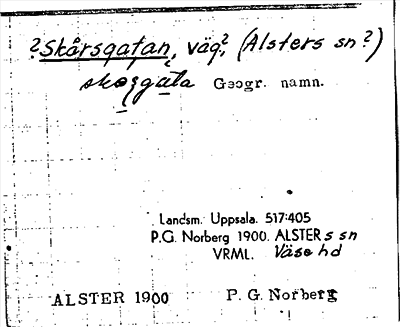 ?Skårsgatan, väg?, (Alsters sn?)
skosgata Geogr. namn.
Landsm. Uppsala. 517:405
P.G. Norberg 1900. ALSTERs sn
VRML. Väse hd
ALSTER 1900 P. G. Norberg